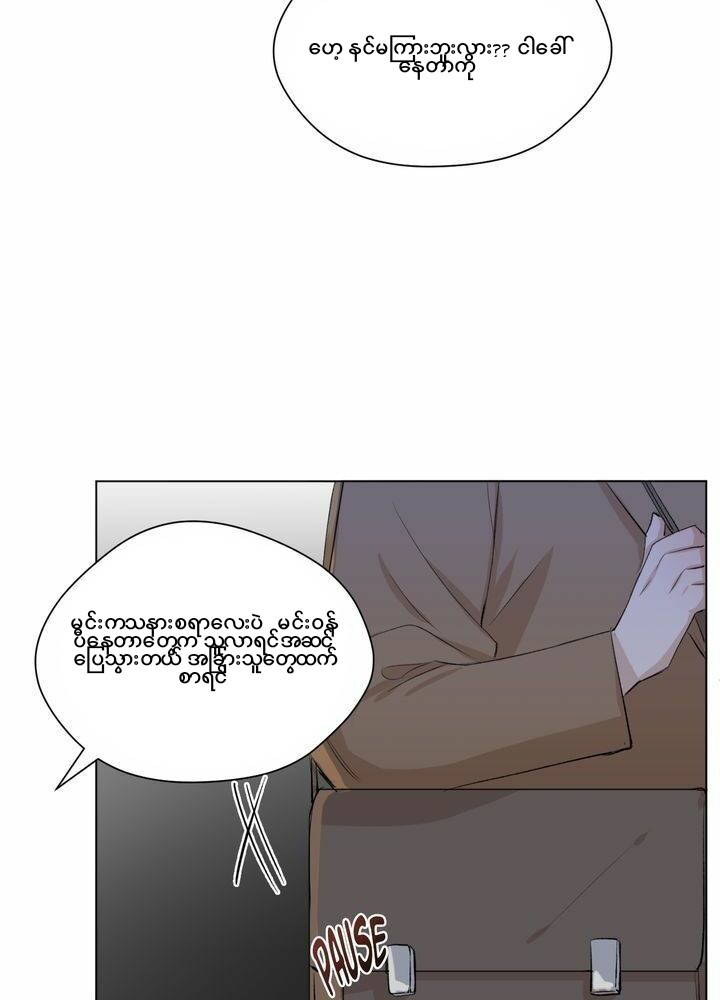 ဟေ့ နင်မကြားဘူးလား?? ငါခေါ်
နေတာကို
မင်းကသနားစရာလေးပဲ မင်းဝန်
ပိနေတာတွေက သူလာရင်အဆင်
ပြေသွားတယ် အခြားသူတွေထက်
စာရင်
PAUSE